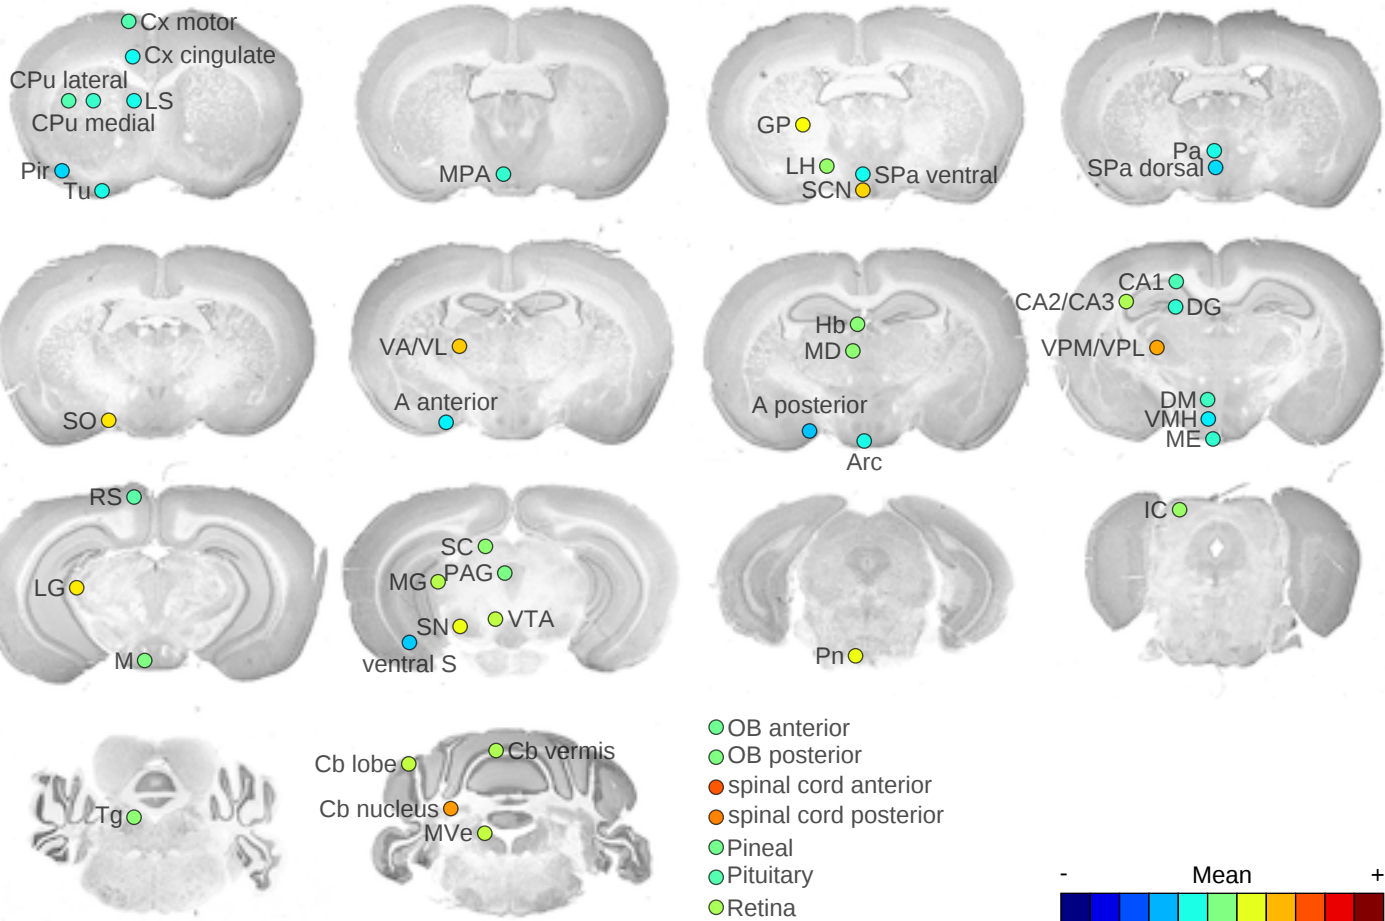 Cx motor
Cx cingulate
CPu lateral
LS
CPu medial
Pir
Tu
MPA
GP
LH
SPa ventral
SCN
Pa
SPa dorsal
SO
VA/VL
A anterior
Hb
MD
A posterior
Arc
CA1
CA2/CA3
DG
VPM/VPL
DM
VMH
ME
RS
LG
M
SC
MG
PAG
SN
VTA
ventral S
Pn
IC
Tg
Cb lobe
Cb vermis
Cb nucleus
MVe
OB anterior
OB posterior
spinal cord anterior
spinal cord posterior
Pineal
Pituitary
Retina
- Mean +